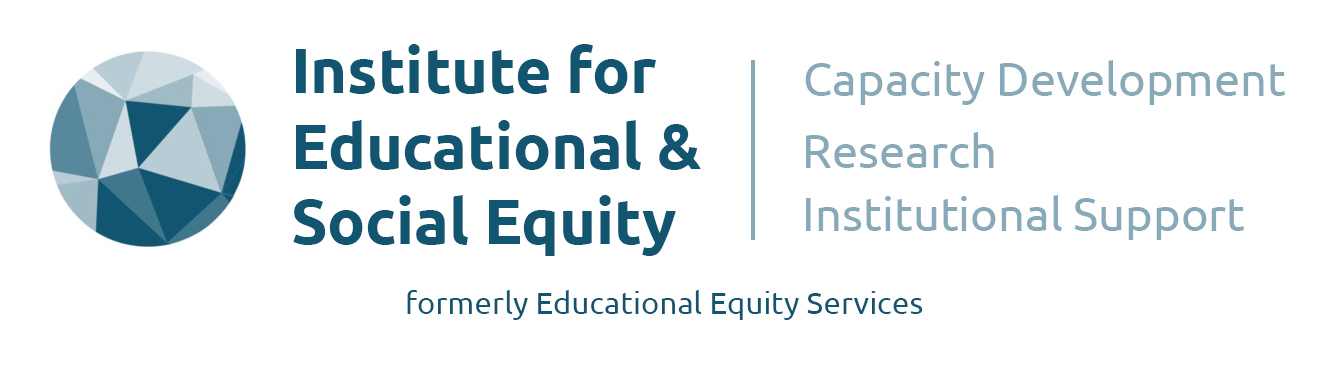 Institute for
Educational &
Social Equity
Capacity Development
Research
Institutional Support
formerly Educational Equity Services